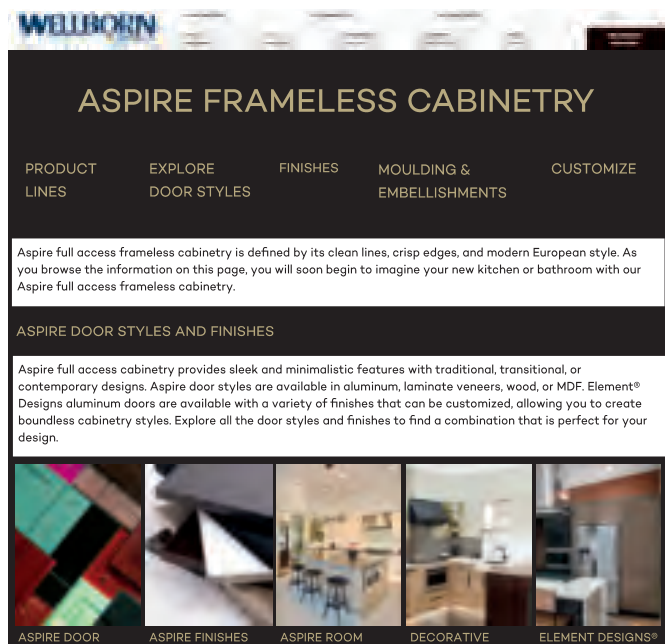 WELLBORN
ASPIRE FRAMELESS CABINETRY
PRODUCT
LINES
EXPLORE
DOOR STYLES
FINISHES
MOULDING &
EMBELLISHMENTS
CUSTOMIZE
Aspire full access frameless cabinetry is defined by its clean lines, crisp edges, and modern European style. As
you browse the information on this page, you will soon begin to imagine your new kitchen or bathroom with our
Aspire full access frameless cabinetry.
ASPIRE DOOR STYLES AND FINISHES
Aspire full access cabinetry provides sleek and minimalistic features with traditional, transitional, or
contemporary designs. Aspire door styles are available in aluminum, laminate veneers, wood, or MDF. Element®
Designs aluminum doors are available with a variety of finishes that can be customized, allowing you to create
boundless cabinetry styles. Explore all the door styles and finishes to find a combination that is perfect for your
design.
ASPIRE DOOR
ASPIRE FINISHES
ASPIRE ROOM
DECORATIVE
ELEMENT DESIGNS®